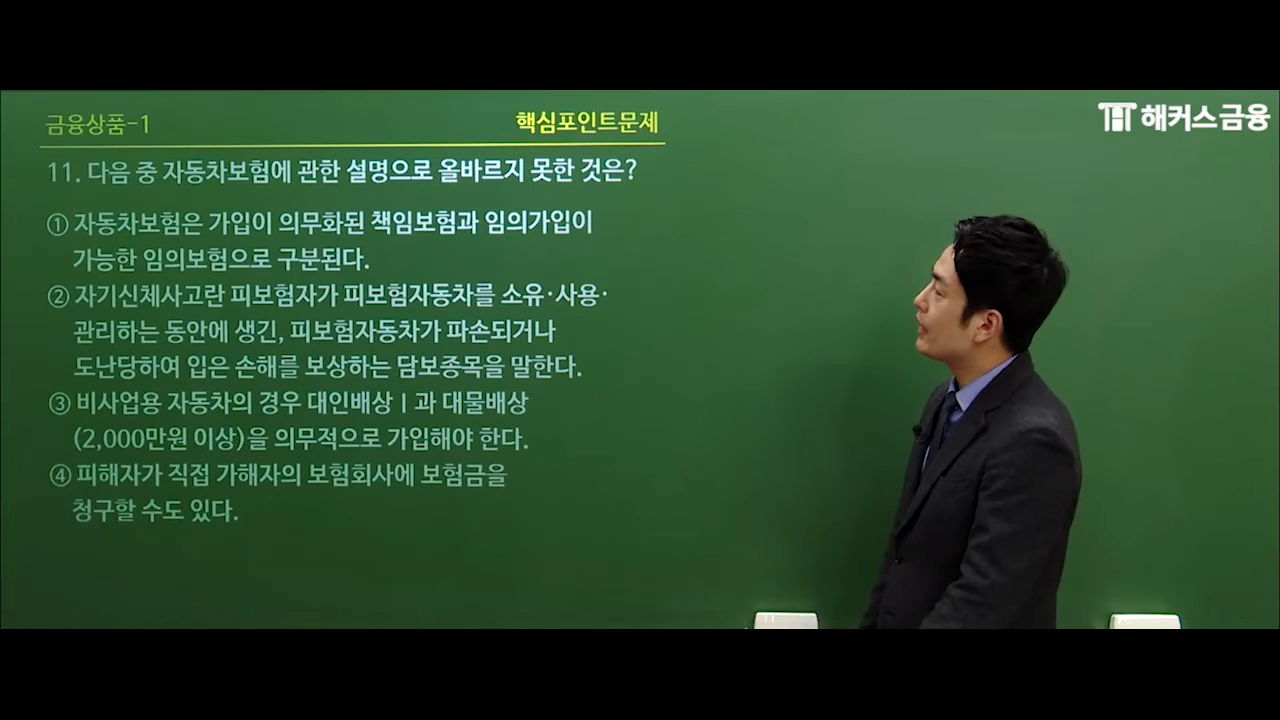 금융상품-1
핵심포인트문제
해커스금융
11. 다음 중 자동차보험에 관한 설명으로 올바르지 못한 것은?
① 자동차보험은 가입이 의무화된 책임보험과 임의가입이
가능한 임의보험으로 구분된다.
② 자기신체사고란 피보험자가 피보험자동차를 소유·사용·
관리하는 동안에 생긴, 피보험자동차가 파손되거나
도난당하여 입은 손해를 보상하는 담보종목을 말한다.
③ 비사업용 자동차의 경우 대인배상Ⅰ과 대물배상
(2,000만원 이상)을 의무적으로 가입해야 한다.
④ 피해자가 직접 가해자의 보험회사에 보험금을
청구할 수도 있다.